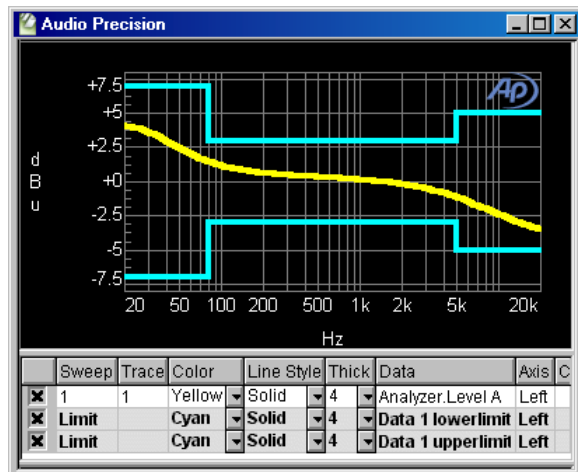 Audio Precision
Ap
+7.5
+5
+2.5
+0
-2.5
-5
-7.5
d
B
u
20 50 100 200 500 1k 2k 5k 20k
Hz
Sweep Trace Color Line Style Thick Data Axis C
1 1 Yellow Solid 4 Analyzer.Level A Left
Limit Cyan Solid 4 Data 1 lowerlimit Left
Limit Cyan Solid 4 Data 1 upperlimit Left